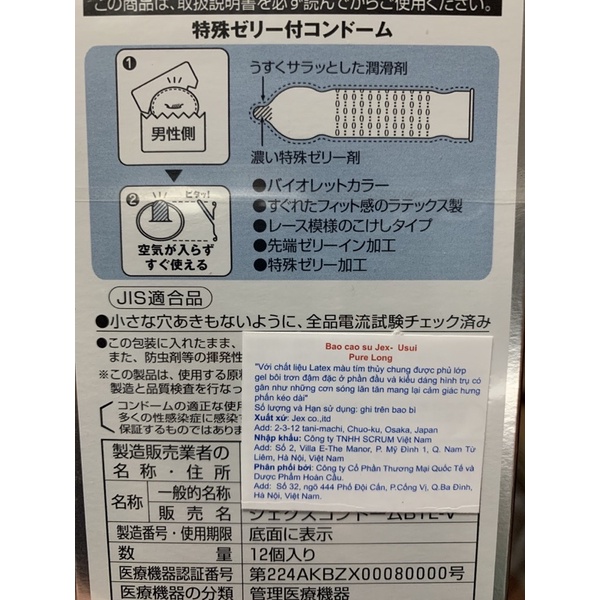 この商品は、取扱説明書を必ず読んでからご使用ください。
特殊ゼリー付コンドーム
1
男性側
2
ピタッ!
空気が入らず
すぐ使える
うすくサラッとした潤滑剤
濃い特殊ゼリー剤
●バイオレットカラー
●すぐれたフィット感のラテックス製
●レース模様のこけしタイプ
●先端ゼリーイン加工
●特殊ゼリー加工
JIS適合品
●小さな穴あきもないように、全品電流試験チェック済み
●この包装に入れたまま、
また、防虫剤等の揮発性
※この製品は、使用する原料
製造と品質検査を行なっ
コンドームの適正な使用
多くの性感染症に感染
保証するものではありま
Bao cao su Jex- Usui
Pure Long
"Với chất liệu Latex màu tím thủy chung được phủ lớp
gel bôi trơn đậm đặc ở phần đầu và kiểu dáng hình trụ có
gân như những cơn sóng lăn tăn mang lại cảm giác hưng
phấn kéo dài"
Số lượng và Hạn sử dụng: ghi trên bao bì
Xuất xứ: Jex co.,itd
Add: 2-3-12 tani-machi, Chuo-ku, Osaka, Japan
Nhập khẩu: Công ty TNHH SCRUM Việt Nam
Add: Số 2, Villa E-The Manor, P. Mỹ Đình 1, Q. Nam Từ
Liêm, Hà Nội, Việt Nam
Phân phối bởi: Công ty Cổ Phần Thương Mại Quốc Tế và
Dược Phẩm Hoàn Cầu.
Add: Số 32, ngõ 444 Phố Đội Cấn, P.Cống Vị, Q.Ba Đình,
Hà Nội, Việt Nam.
製造販売業者の
名称・住所
名称 一般的名称
販売名 ジェクスコンドームBTE-V
製造番号・使用期限 底面に表示
数量 12個入り
医療機器認証番号 第224AKBZX00080000号
医療機器の分類 管理医療機器